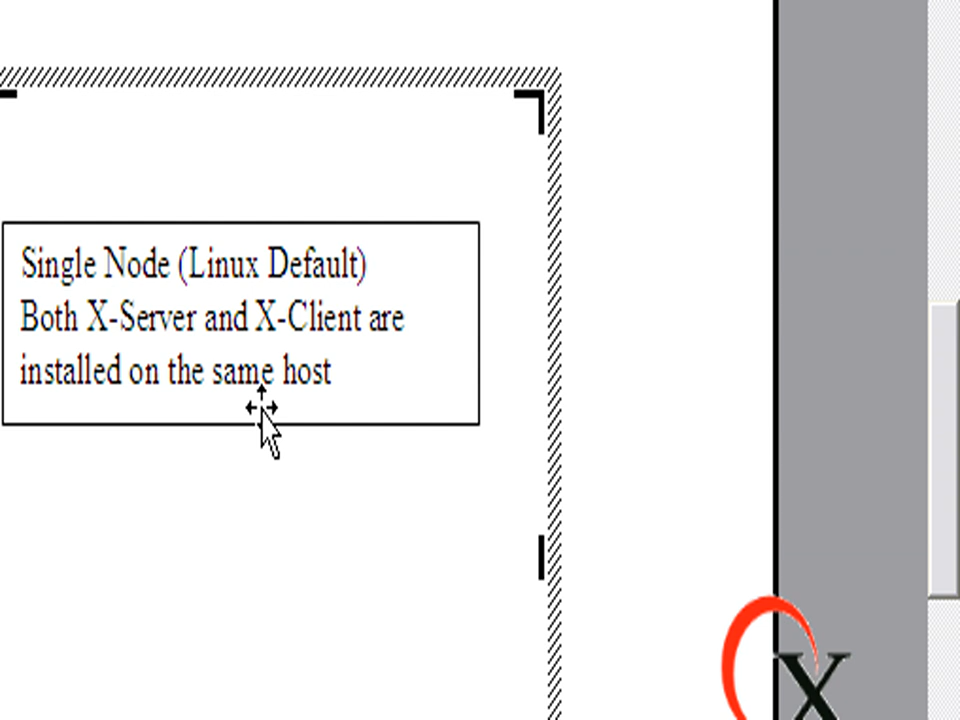 Single Node (Linux Default)
Both X-Server and X-Client are
installed on the same host
X